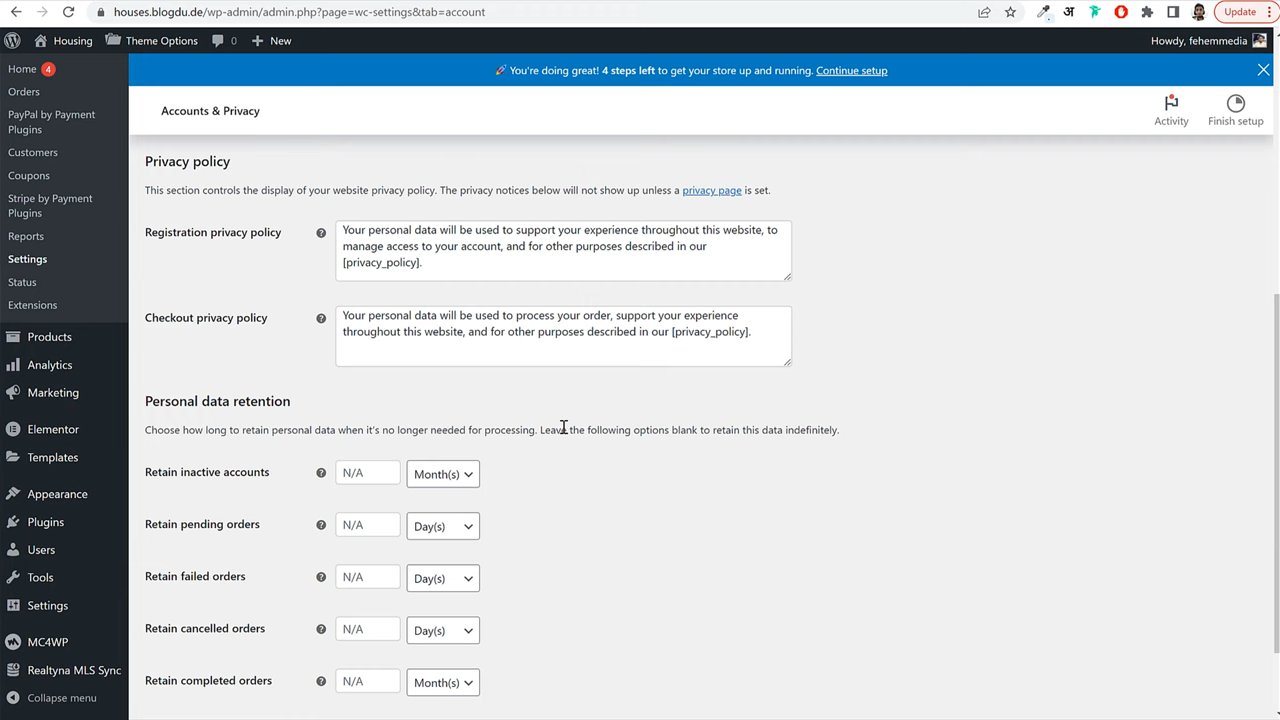 houses.blogdu.de/wp-admin/admin.php?page=wc-settings&tab=account
अ
Update
Housing
Theme Options
0
New
Howdy, fehemmedia
Home 4
Orders
PayPal by Payment
Plugins
Customers
Coupons
Stripe by Payment
Plugins
Reports
Settings
Status
Extensions
Products
Analytics
Marketing
Elementor
Templates
Appearance
Plugins
Users
Tools
Settings
MC4WP
Realtyna MLS Sync
Collapse menu
🚀 You're doing great! 4 steps left to get your store up and running. Continue setup
Accounts & Privacy
Activity
Finish setup
Privacy policy
This section controls the display of your website privacy policy. The privacy notices below will not show up unless a privacy page is set.
Registration privacy policy
Your personal data will be used to support your experience throughout this website, to
manage access to your account, and for other purposes described in our
[privacy_policy].
Checkout privacy policy
Your personal data will be used to process your order, support your experience
throughout this website, and for other purposes described in our [privacy_policy].
Personal data retention
Choose how long to retain personal data when it's no longer needed for processing. Leave the following options blank to retain this data indefinitely.
Retain inactive accounts
N/A
Month(s)
Retain pending orders
N/A
Day(s)
Retain failed orders
N/A
Day(s)
Retain cancelled orders
N/A
Day(s)
Retain completed orders
N/A
Month(s)